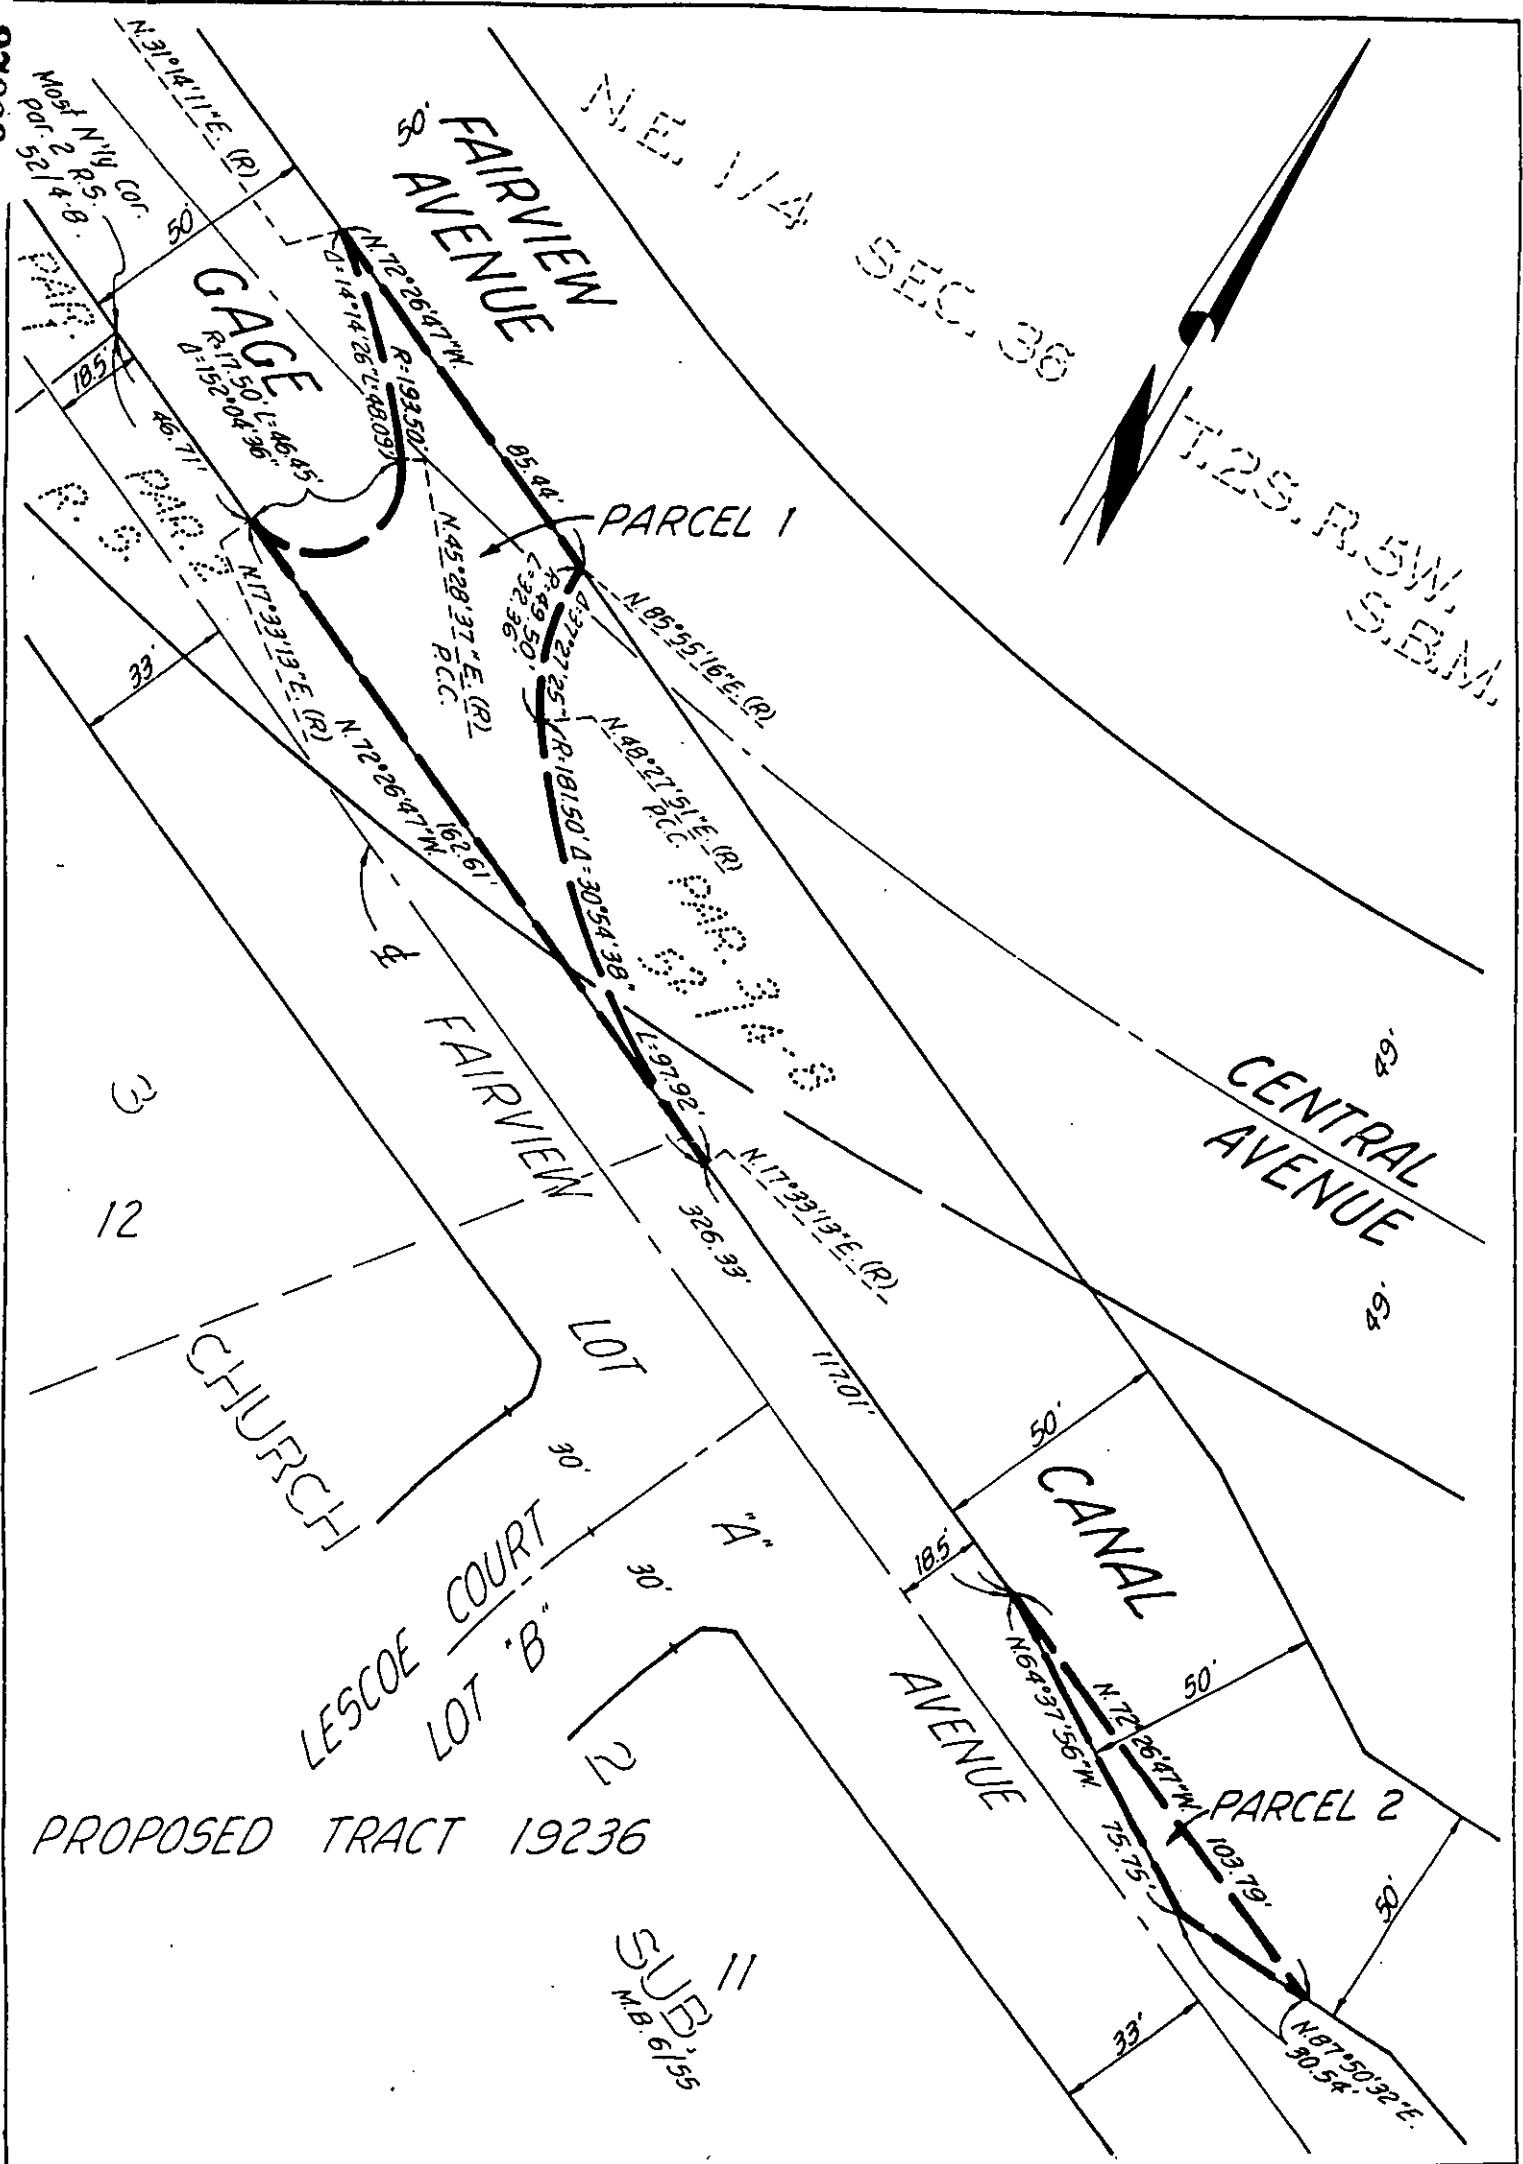 N.31°14'11"E. (R)
Most N'ly Cor.
Par. 2 R.S.
52/4-8.
50'
FAIRVIEW
AVENUE
50'
N.E. 1/4 SEC. 36
T.2S. R.5W.
S.B.M.
PAR. 1
18.5'
GAGE
R=17.50' L=46.45'
Δ=152°04'36"
N.72°26'47"W.
85.44'
R=193.50'
Δ=14°14'26" L=48.09'
46.71'
PAR. 2
R. S.
PARCEL 1
N.45°28'37"E. (R)
P.C.C.
R=49.50'
L=32.36'
Δ=37°27'25"
N.85°55'16"E. (R)
N.17°33'13"E. (R)
33'
N.72°26'47"W.
162.61'
N.48°27'51"E. (R)
P.C.C.
R=181.50' Δ=30°54'38"
L=97.92'
PAR. 3
52/4-8
℄ FAIRVIEW
CENTRAL
AVENUE
49'
49'
3
12
N.17°33'13"E. (R)
326.33'
117.01'
LOT
"A"
CHURCH
30'
30'
50'
CANAL
18.5'
LESCOE COURT
LOT "B"
AVENUE
N.64°37'56"W.
75.75'
50'
N.72°26'47"W.
103.79'
PARCEL 2
2
PROPOSED TRACT 19236
50'
SUB.
M.B. 6/55
11
33'
N.87°50'32"E.
30.54'